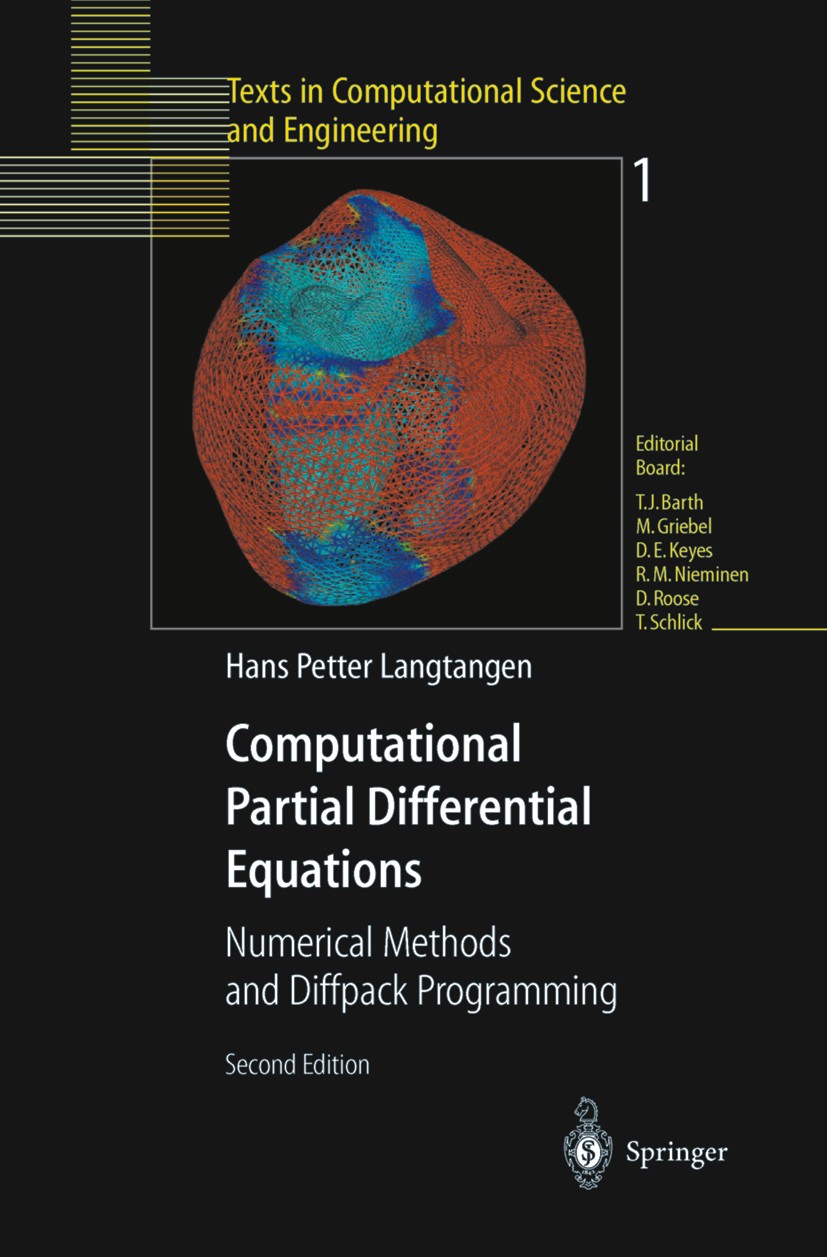 Texts in Computational Science
and Engineering
1
Editorial
Board:
T. J. Barth
M. Griebel
D. E. Keyes
R. M. Nieminen
D. Roose
T. Schlick
Hans Petter Langtangen
Computational
Partial Differential
Equations
Numerical Methods
and Diffpack Programming
Second Edition
Springer